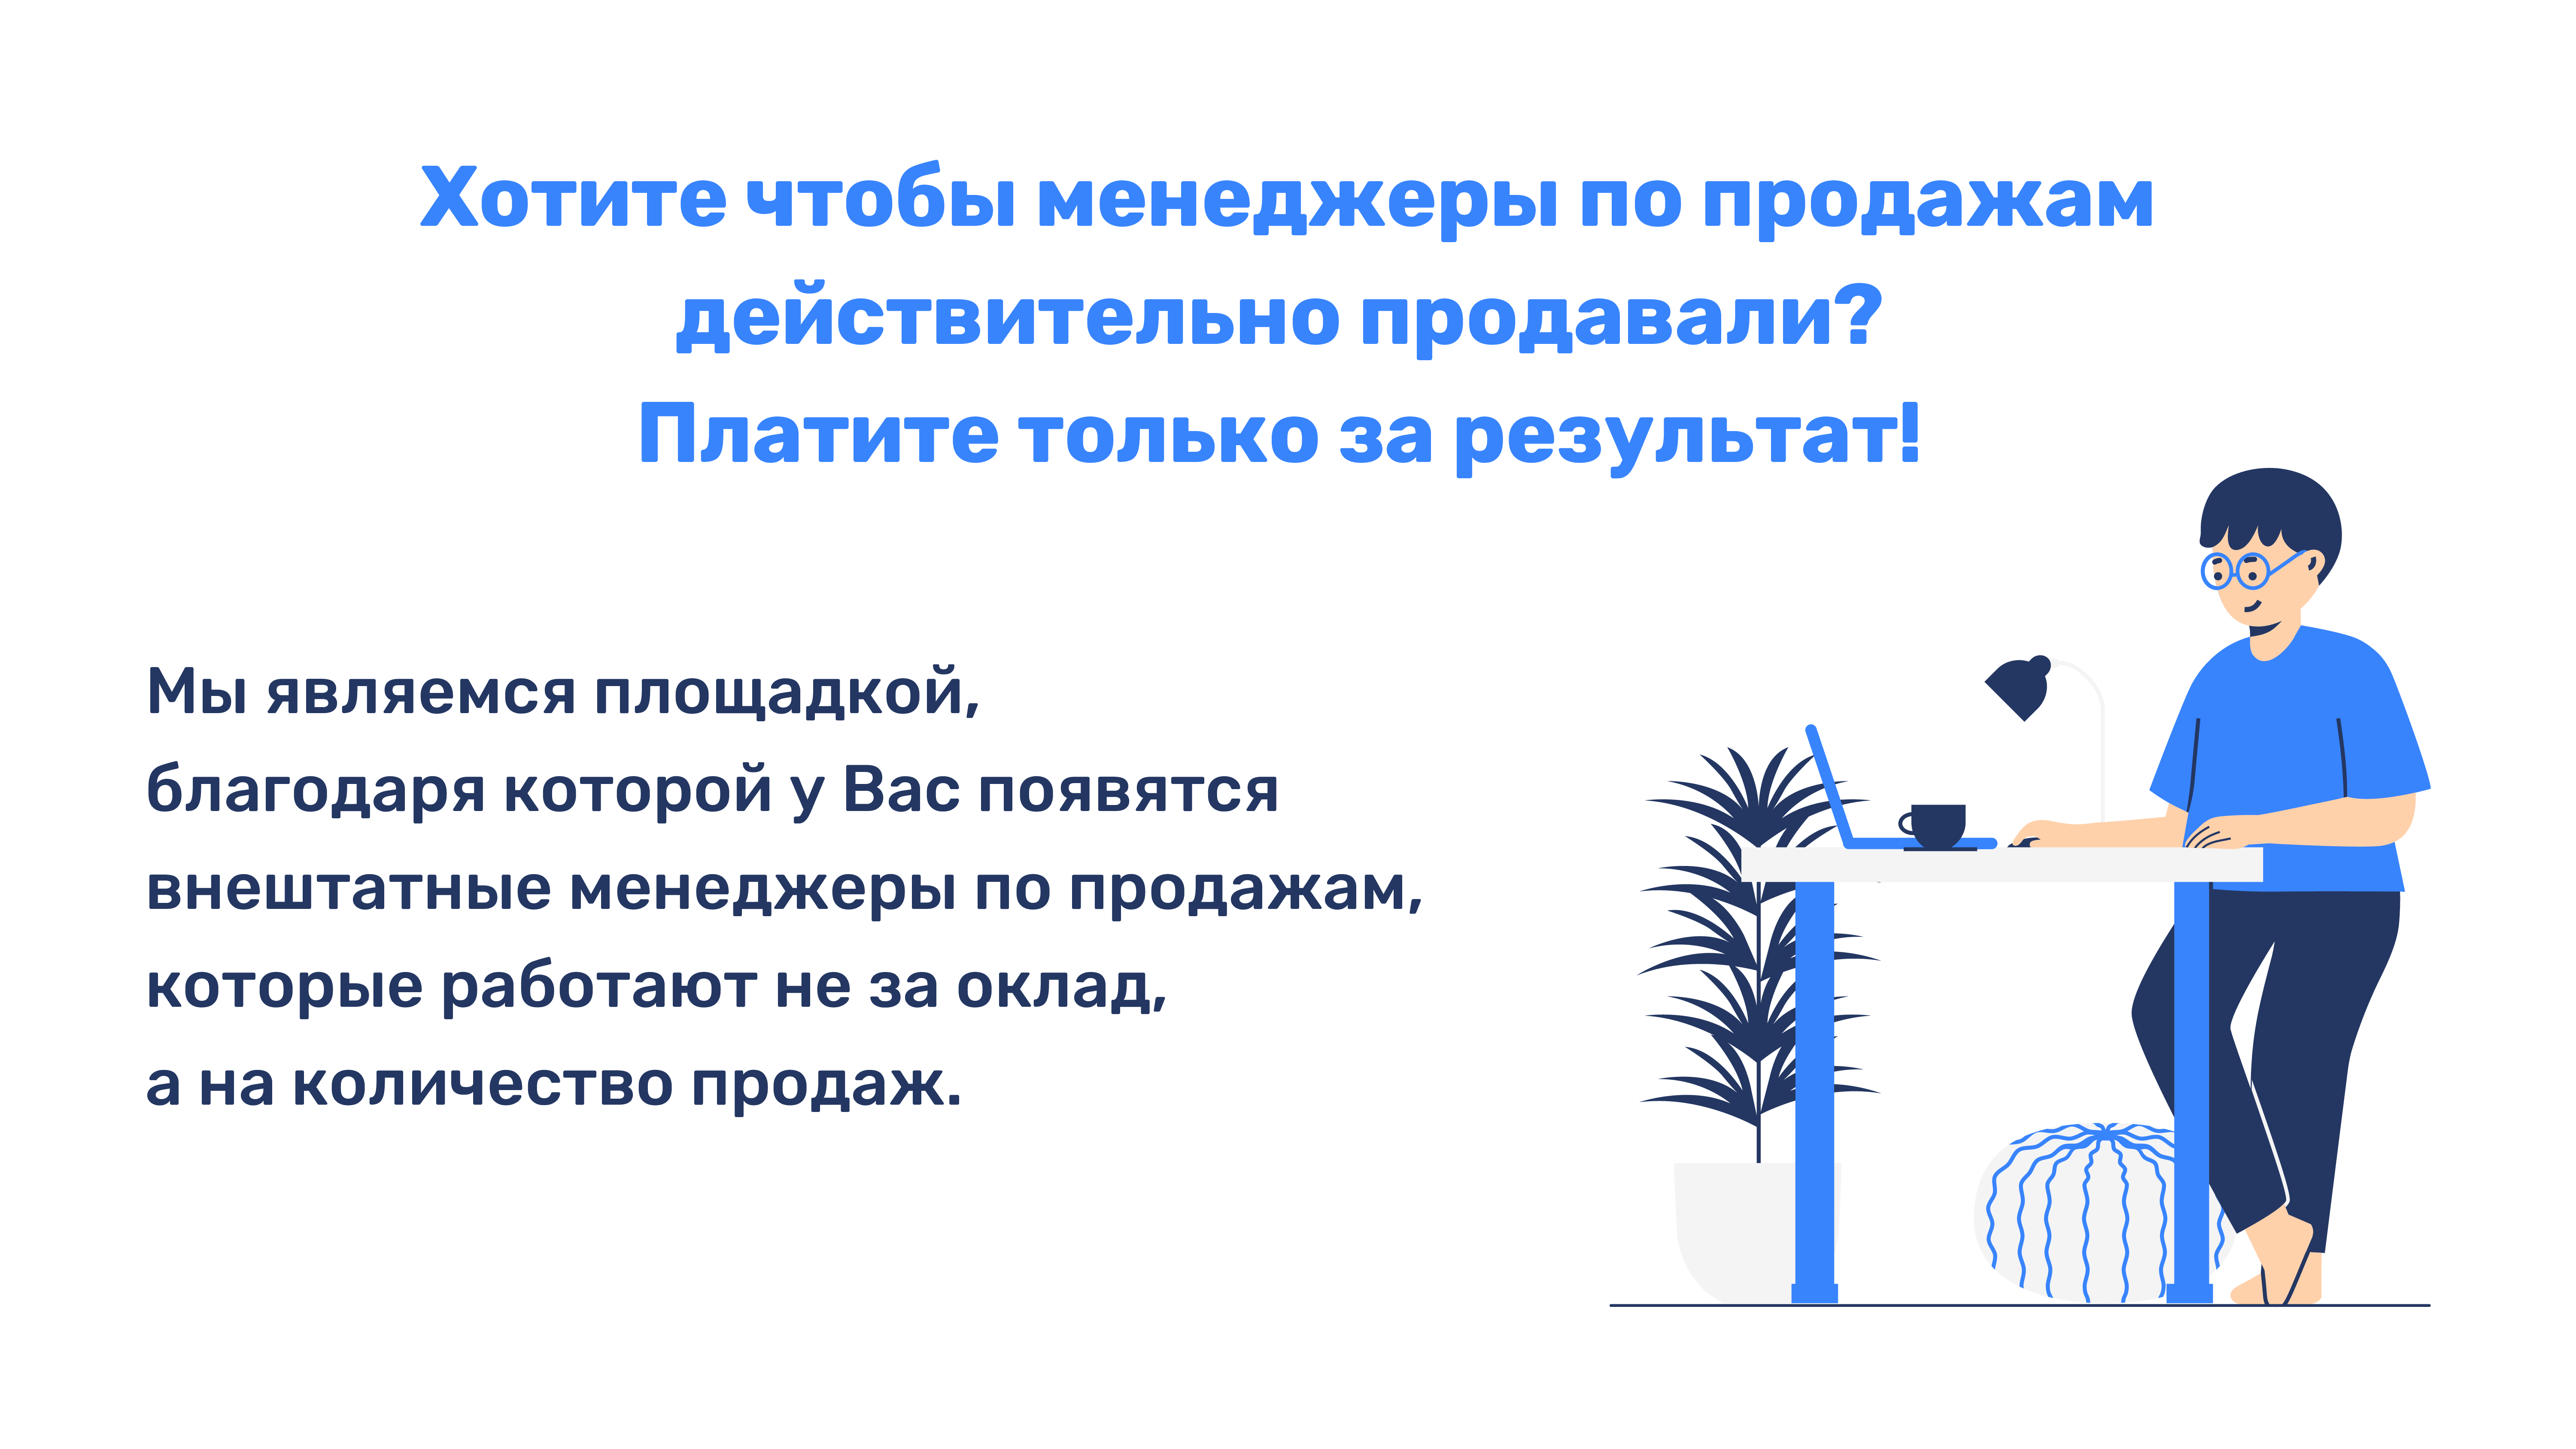 Хотите чтобы менеджеры по продажам
действительно продавали?
Платите только за результат!
Мы являемся площадкой,
благодаря которой у Вас появятся
внештатные менеджеры по продажам,
которые работают не за оклад,
а на количество продаж.